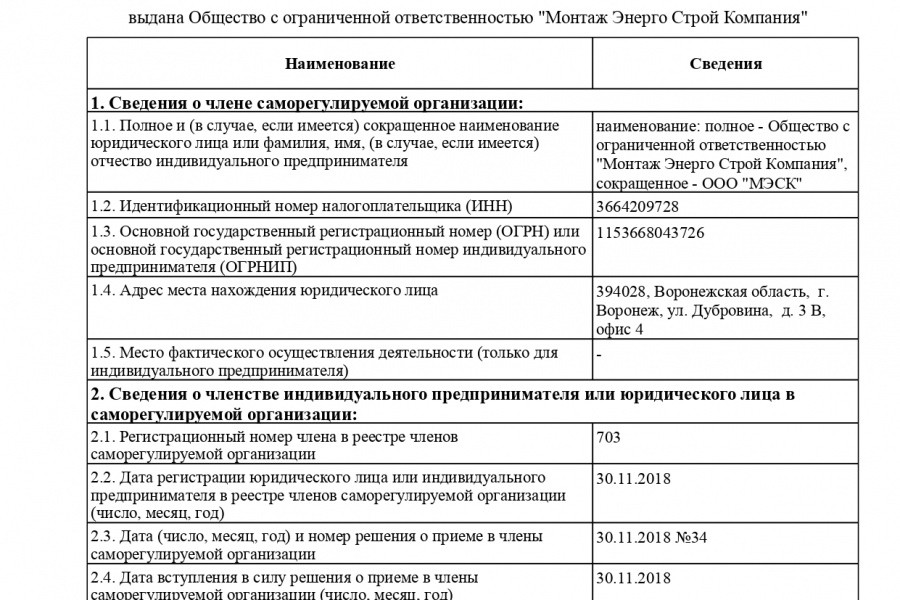 выдана Общество с ограниченной ответственностью "Монтаж Энерго Строй Компания"
Наименование
Сведения
1. Сведения о члене саморегулируемой организации:
1.1. Полное и (в случае, если имеется) сокращенное наименование
юридического лица или фамилия, имя, (в случае, если имеется)
отчество индивидуального предпринимателя
наименование: полное - Общество с
ограниченной ответственностью
"Монтаж Энерго Строй Компания",
сокращенное - ООО "МЭСК"
1.2. Идентификационный номер налогоплательщика (ИНН)
3664209728
1.3. Основной государственный регистрационный номер (ОГРН) или
основной государственный регистрационный номер индивидуального
предпринимателя (ОГРНИП)
1153668043726
1.4. Адрес места нахождения юридического лица
394028, Воронежская область, г.
Воронеж, ул. Дубровина, д. 3 В,
офис 4
1.5. Место фактического осуществления деятельности (только для
индивидуального предпринимателя)
-
2. Сведения о членстве индивидуального предпринимателя или юридического лица в
саморегулируемой организации:
2.1. Регистрационный номер члена в реестре членов
саморегулируемой организации
703
2.2. Дата регистрации юридического лица или индивидуального
предпринимателя в реестре членов саморегулируемой организации
(число, месяц, год)
30.11.2018
2.3. Дата (число, месяц, год) и номер решения о приеме в члены
саморегулируемой организации
30.11.2018 №34
2.4. Дата вступления в силу решения о приеме в члены
саморегулируемой организации (число, месяц, год)
30.11.2018